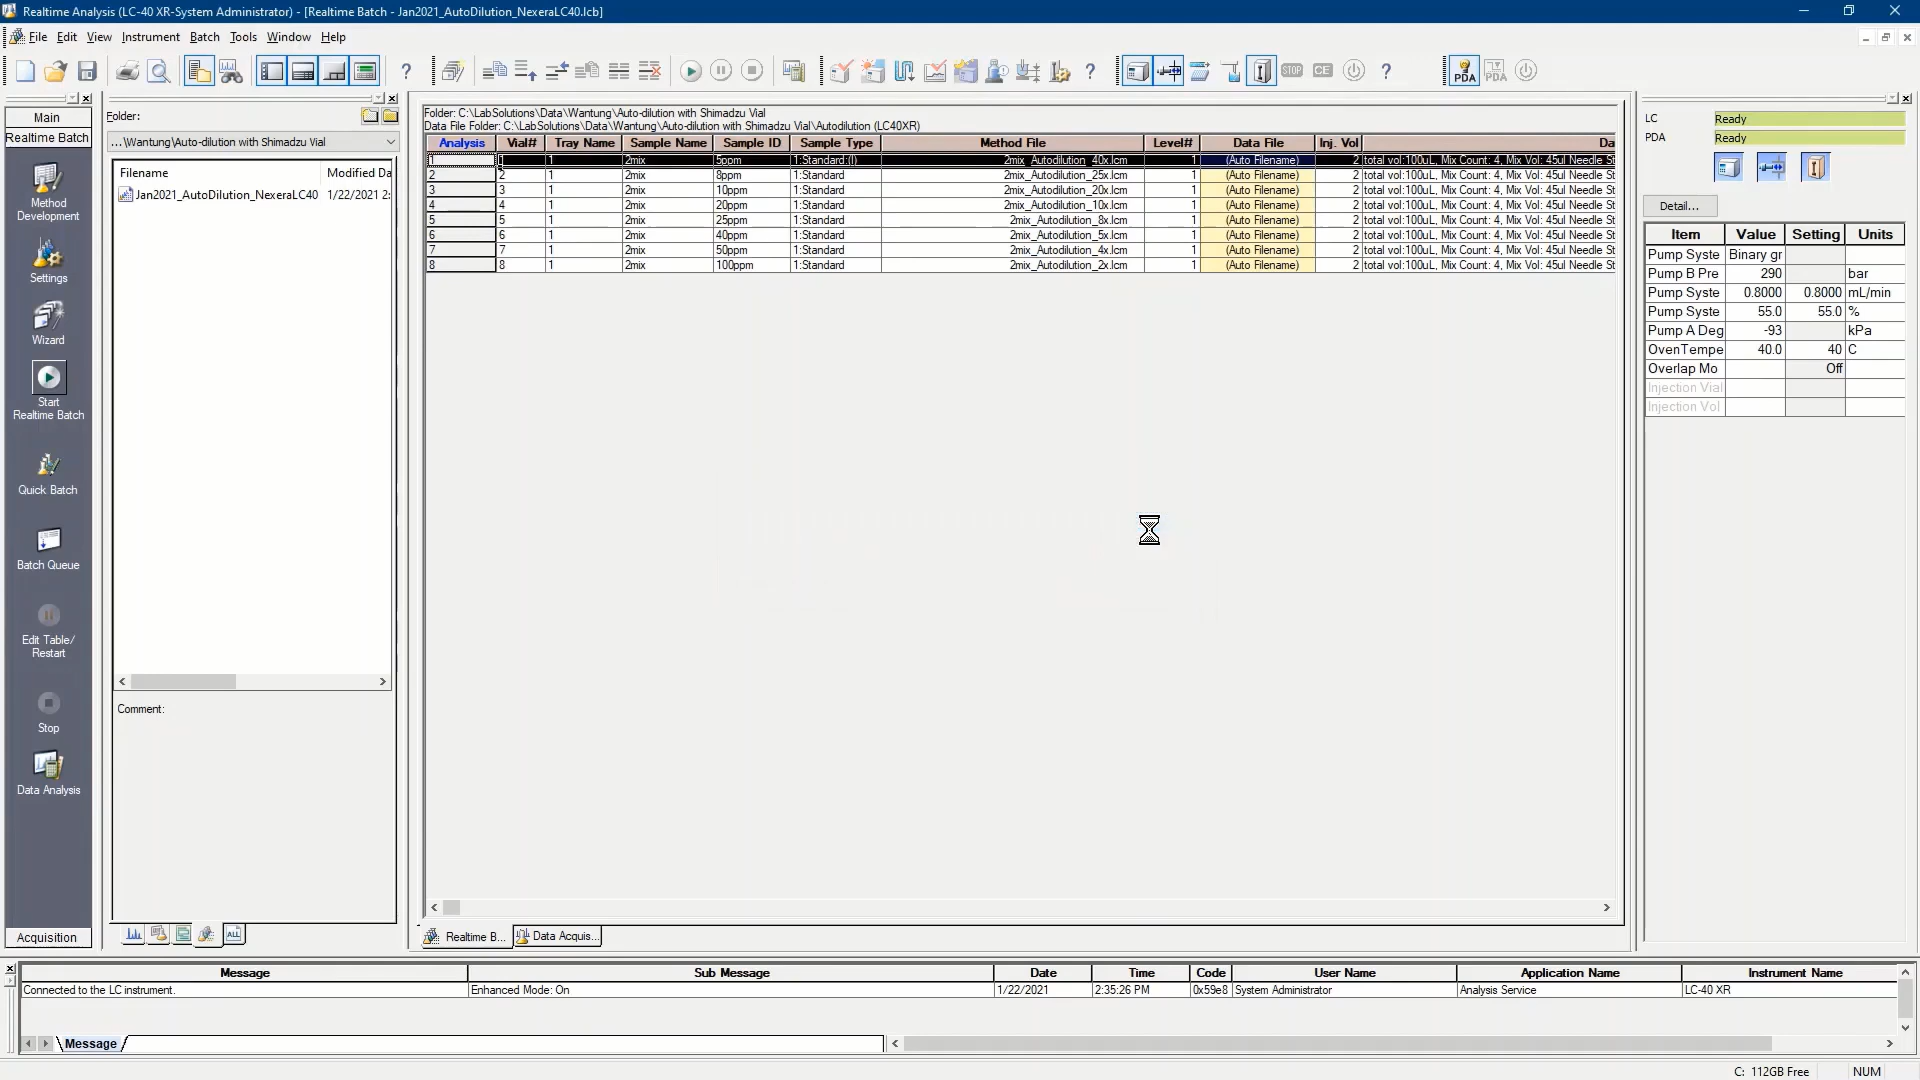 Realtime Analysis (LC-40 XR-System Administrator) - [Realtime Batch - Jan2021_AutoDilution_NexeraLC40.lcb]
File Edit View Instrument Batch Tools Window Help
STOP CE PDA PDA
Main
Realtime Batch
Method Development
Settings
Wizard
Start Realtime Batch
Quick Batch
Batch Queue
Edit Table/ Restart
Stop
Data Analysis
Acquisition
Folder:
...\Wantung\Auto-dilution with Shimadzu Vial
Filename Modified Da
Jan2021_AutoDilution_NexeraLC40 1/22/2021 2:
Comment:
ALL
Folder: C:\LabSolutions\Data\Wantung\Auto-dilution with Shimadzu Vial
Data File Folder: C:\LabSolutions\Data\Wantung\Auto-dilution with Shimadzu Vial\Autodilution (LC40XR)
Analysis Vial# Tray Name Sample Name Sample ID Sample Type Method File Level# Data File Inj. Vol Da
1 1 1 2mix 5ppm 1:Standard:(I) 2mix_Autodilution_40x.lcm 1 (Auto Filename) 2 total vol:100uL, Mix Count: 4, Mix Vol: 45ul Needle St
2 2 1 2mix 8ppm 1:Standard 2mix_Autodilution_25x.lcm 1 (Auto Filename) 2 total vol:100uL, Mix Count: 4, Mix Vol: 45ul Needle St
3 3 1 2mix 10ppm 1:Standard 2mix_Autodilution_20x.lcm 1 (Auto Filename) 2 total vol:100uL, Mix Count: 4, Mix Vol: 45ul Needle St
4 4 1 2mix 20ppm 1:Standard 2mix_Autodilution_10x.lcm 1 (Auto Filename) 2 total vol:100uL, Mix Count: 4, Mix Vol: 45ul Needle St
5 5 1 2mix 25ppm 1:Standard 2mix_Autodilution_8x.lcm 1 (Auto Filename) 2 total vol:100uL, Mix Count: 4, Mix Vol: 45ul Needle St
6 6 1 2mix 40ppm 1:Standard 2mix_Autodilution_5x.lcm 1 (Auto Filename) 2 total vol:100uL, Mix Count: 4, Mix Vol: 45ul Needle St
7 7 1 2mix 50ppm 1:Standard 2mix_Autodilution_4x.lcm 1 (Auto Filename) 2 total vol:100uL, Mix Count: 4, Mix Vol: 45ul Needle St
8 8 1 2mix 100ppm 1:Standard 2mix_Autodilution_2x.lcm 1 (Auto Filename) 2 total vol:100uL, Mix Count: 4, Mix Vol: 45ul Needle St
Realtime B... Data Acquis...
LC Ready
PDA Ready
Detail...
Item Value Setting Units
Pump Syste Binary gr
Pump B Pre 290 bar
Pump Syste 0.8000 0.8000 mL/min
Pump Syste 55.0 55.0 %
Pump A Deg -93 kPa
OvenTempe 40.0 40 C
Overlap Mo Off
Injection Vial
Injection Vol
Message Sub Message Date Time Code User Name Application Name Instrument Name
Connected to the LC instrument. Enhanced Mode: On 1/22/2021 2:35:26 PM 0x59e8 System Administrator Analysis Service LC-40 XR
Message
C: 112GB Free NUM